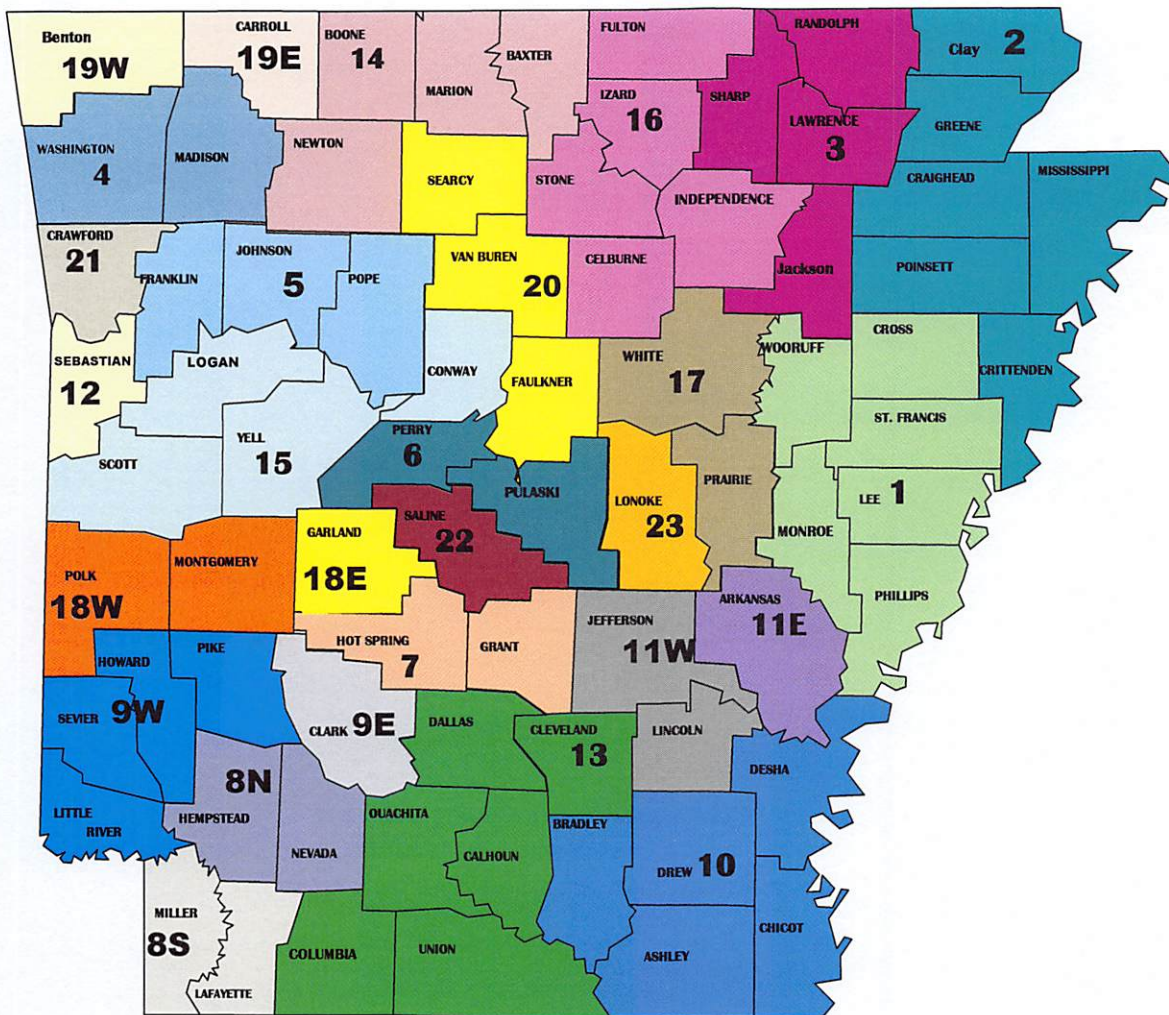 Benton
19W
CARROLL
19E
BOONE
14
MARION
BAXTER
FULTON
RANDOLPH
Clay 2
WASHINGTON
4
MADISON
NEWTON
SEARCY
STONE
IZARD
16
SHARP
LAWRENCE
3
GREENE
CRAIGHEAD
MISSISSIPPI
INDEPENDENCE
CRAWFORD
21
FRANKLIN
JOHNSON
5
POPE
VAN BUREN
20
CELBURNE
Jackson
POINSETT
SEBASTIAN
12
LOGAN
CONWAY
FAULKNER
WHITE
17
WOORUFF
CROSS
CRITTENDEN
SCOTT
YELL
15
PERRY
6
PULASKI
LONOKE
23
PRAIRIE
ST. FRANCIS
LEE 1
MONROE
PHILLIPS
POLK
18W
MONTGOMERY
GARLAND
18E
SALINE
22
HOT SPRING
7
GRANT
JEFFERSON
11W
ARKANSAS
11E
HOWARD
PIKE
SEVIER
9W
CLARK 9E
DALLAS
CLEVELAND
13
LINCOLN
DESHA
LITTLE
RIVER
8N
HEMPSTEAD
NEVADA
OUACHITA
CALHOUN
BRADLEY
DREW 10
CHICOT
MILLER
8S
LAFAYETTE
COLUMBIA
UNION
ASHLEY